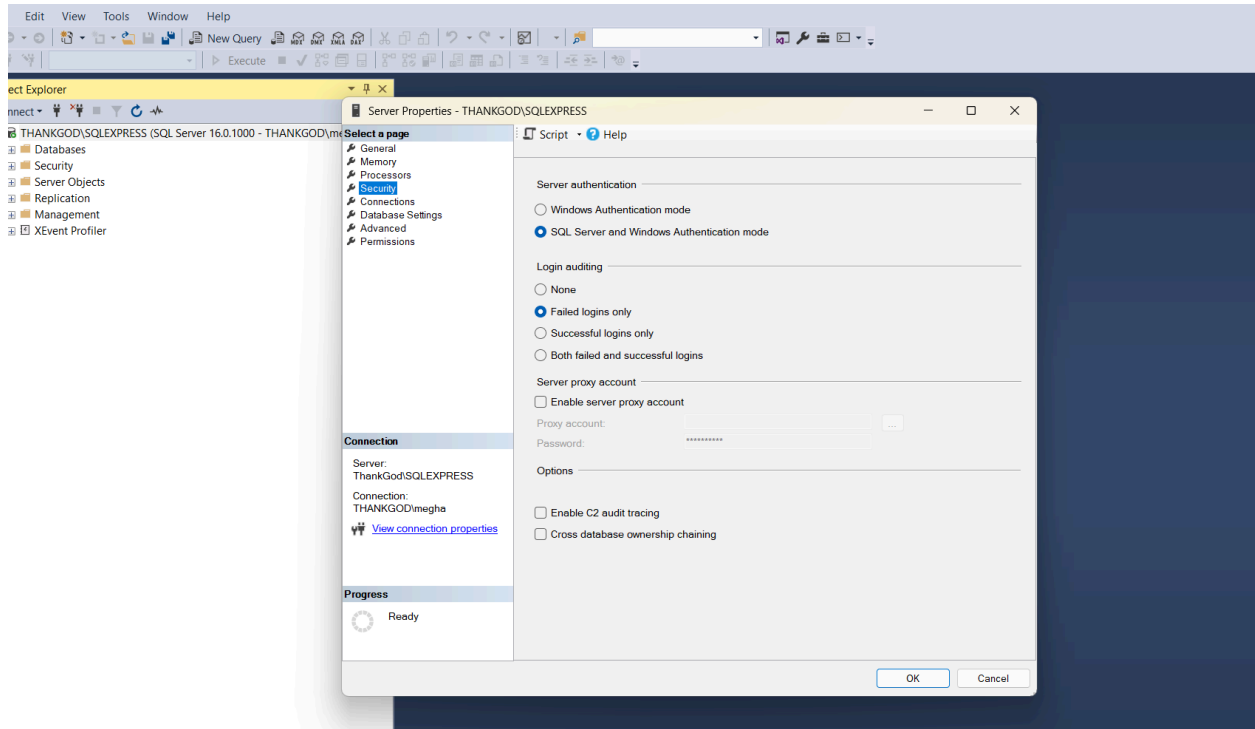 Edit View Tools Window Help
New Query MDX DMX XMLA DAX
Execute
ect Explorer
nnect
THANKGOD\SQLEXPRESS (SQL Server 16.0.1000 - THANKGOD\me
Databases
Security
Server Objects
Replication
Management
XEvent Profiler
Server Properties - THANKGOD\SQLEXPRESS
Select a page
General
Memory
Processors
Security
Connections
Database Settings
Advanced
Permissions
Connection
Server:
ThankGod\SQLEXPRESS
Connection:
THANKGOD\megha
View connection properties
Progress
Ready
Script Help
Server authentication
Windows Authentication mode
SQL Server and Windows Authentication mode
Login auditing
None
Failed logins only
Successful logins only
Both failed and successful logins
Server proxy account
Enable server proxy account
Proxy account: ...
Password: **********
Options
Enable C2 audit tracing
Cross database ownership chaining
OK Cancel